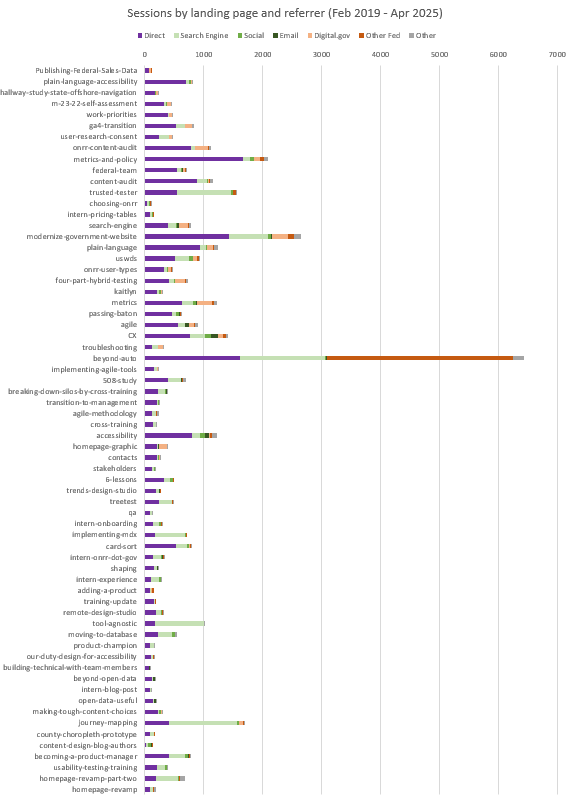 Sessions by landing page and referrer (Feb 2019 - Apr 2025)
Direct Search Engine Social Email Digital.gov Other Fed Other
0 1000 2000 3000 4000 5000 6000 7000
Publishing-Federal-Sales-Data
plain-language-accessibility
hallway-study-state-offshore-navigation
m-23-22-self-assessment
work-priorities
ga4-transition
user-research-consent
onrr-content-audit
metrics-and-policy
federal-team
content-audit
trusted-tester
choosing-onrr
intern-pricing-tables
search-engine
modernize-government-website
plain-language
uswds
onrr-user-types
four-part-hybrid-testing
kaitlyn
metrics
passing-baton
agile
CX
troubleshooting
beyond-auto
implementing-agile-tools
508-study
breaking-down-silos-by-cross-training
transition-to-management
agile-methodology
cross-training
accessibility
homepage-graphic
contacts
stakeholders
6-lessons
trends-design-studio
treetest
qa
intern-onboarding
implementing-mdx
card-sort
intern-onrr-dot-gov
shaping
intern-experience
adding-a-product
training-update
remote-design-studio
tool-agnostic
moving-to-database
product-champion
our-duty-design-for-accessibility
building-technical-with-team-members
beyond-open-data
intern-blog-post
open-data-useful
making-tough-content-choices
journey-mapping
county-choropleth-prototype
content-design-blog-authors
becoming-a-product-manager
usability-testing-training
homepage-revamp-part-two
homepage-revamp